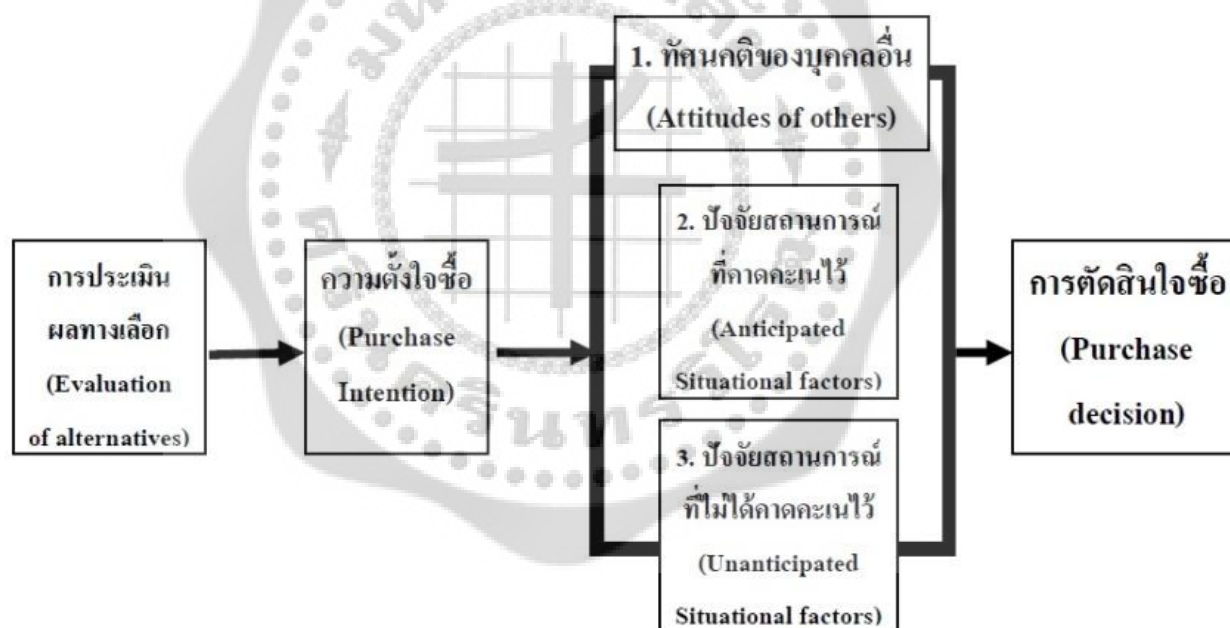 การประเมิน
ผลทางเลือก
(Evaluation
of alternatives)
ความตั้งใจซื้อ
(Purchase
Intention)
1. ทัศนคติของบุคคลอื่น
(Attitudes of others)
2. ปัจจัยสถานการณ์
ที่คาดคะเนไว้
(Anticipated
Situational factors)
3. ปัจจัยสถานการณ์
ที่ไม่ได้คาดคะเนไว้
(Unanticipated
Situational factors)
การตัดสินใจซื้อ
(Purchase
decision)